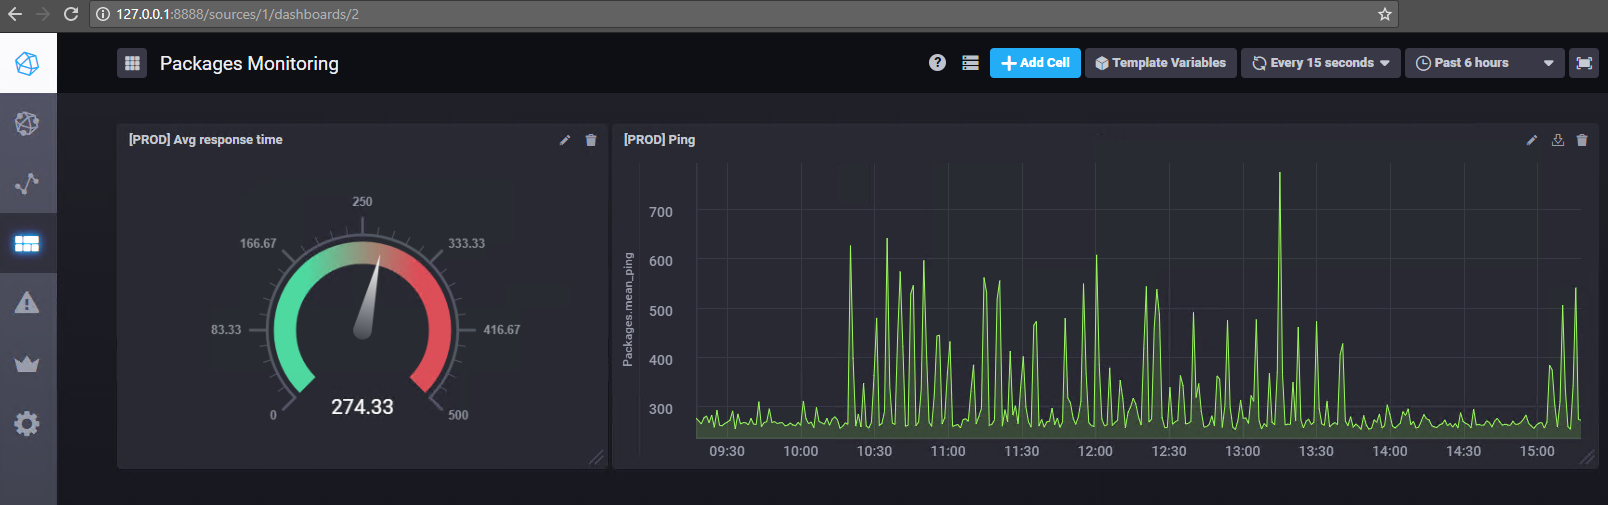 127.0.0.1:8888/sources/1/dashboards/2
Packages Monitoring
? Add Cell Template Variables Every 15 seconds Past 6 hours
[PROD] Avg response time
250
166.67 333.33
83.33 416.67
0 274.33 500
[PROD] Ping
Packages.mean_ping
700
600
500
400
300
09:30 10:00 10:30 11:00 11:30 12:00 12:30 13:00 13:30 14:00 14:30 15:00